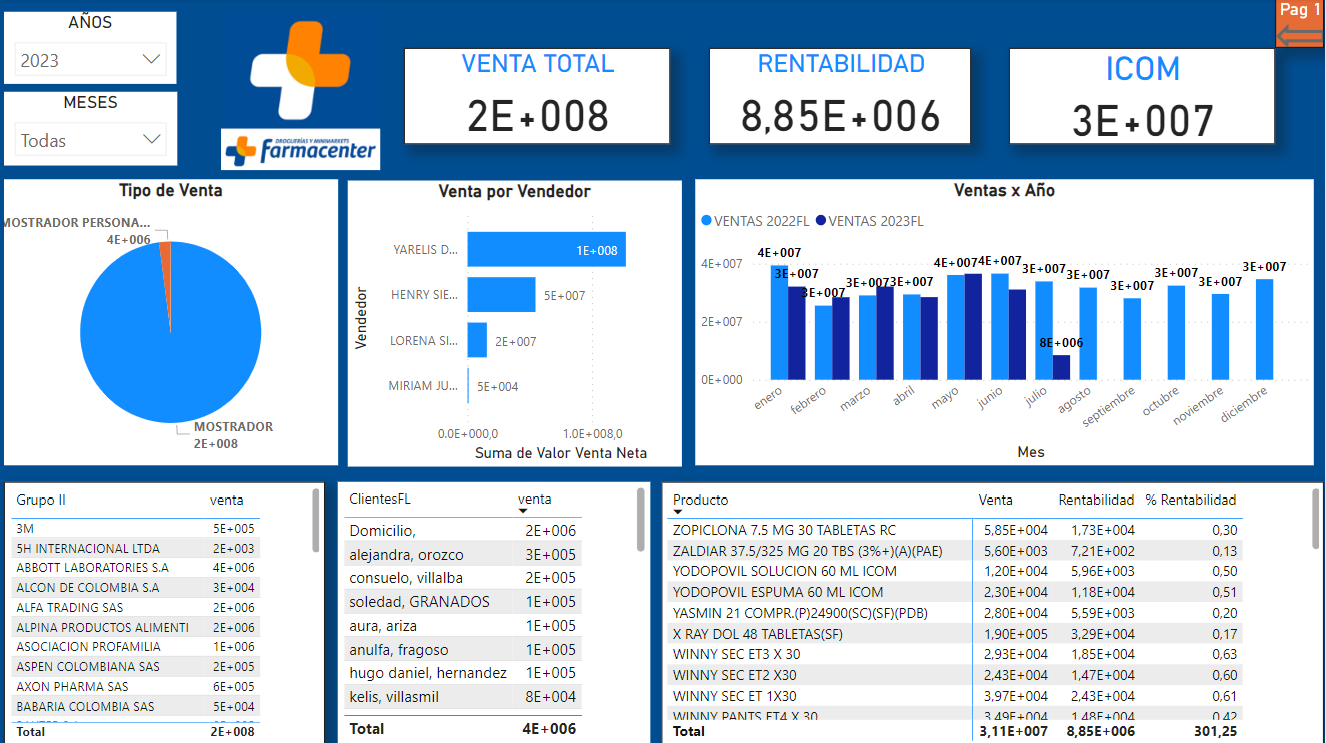 AÑOS
2023
MESES
Todas
DROGUERÍAS Y MINIMARKETS
Farmacenter
VENTA TOTAL
2E+008
RENTABILIDAD
8,85E+006
ICOM
3E+007
Pag 1
Tipo de Venta
MOSTRADOR PERSONA...
4E+006
MOSTRADOR
2E+008
Venta por Vendedor
Vendedor
YARELIS D... 1E+008
HENRY SIE... 5E+007
LORENA SI... 2E+007
MIRIAM JU... 5E+004
0.0E+000,0 1.0E+008,0
Suma de Valor Venta Neta
Ventas x Año
VENTAS 2022FL VENTAS 2023FL
4E+007
2E+007
0E+000
4E+007 3E+007 3E+007 3E+007 3E+007 4E+007 4E+007 3E+007 8E+006 3E+007 3E+007 3E+007 3E+007 3E+007
enero febrero marzo abril mayo junio julio agosto septiembre octubre noviembre diciembre
Mes
Grupo II venta
3M 5E+005
5H INTERNACIONAL LTDA 2E+003
ABBOTT LABORATORIES S.A 4E+006
ALCON DE COLOMBIA S.A 3E+004
ALFA TRADING SAS 2E+006
ALPINA PRODUCTOS ALIMENTI 2E+006
ASOCIACION PROFAMILIA 1E+006
ASPEN COLOMBIANA SAS 2E+005
AXON PHARMA SAS 6E+005
BABARIA COLOMBIA SAS 5E+004
Total 2E+008
ClientesFL venta
Domicilio, 2E+006
alejandra, orozco 3E+005
consuelo, villalba 2E+005
soledad, GRANADOS 1E+005
aura, ariza 1E+005
anulfa, fragoso 1E+005
hugo daniel, hernandez 1E+005
kelis, villasmil 8E+004
Total 4E+006
Producto Venta Rentabilidad % Rentabilidad
ZOPICLONA 7.5 MG 30 TABLETAS RC 5,85E+004 1,73E+004 0,30
ZALDIAR 37.5/325 MG 20 TBS (3%+)(A)(PAE) 5,60E+003 7,21E+002 0,13
YODOPOVIL SOLUCION 60 ML ICOM 1,20E+004 5,96E+003 0,50
YODOPOVIL ESPUMA 60 ML ICOM 2,30E+004 1,18E+004 0,51
YASMIN 21 COMPR.(P)24900(SC)(SF)(PDB) 2,80E+004 5,59E+003 0,20
X RAY DOL 48 TABLETAS(SF) 1,90E+005 3,29E+004 0,17
WINNY SEC ET3 X 30 2,93E+004 1,85E+004 0,63
WINNY SEC ET2 X30 2,43E+004 1,47E+004 0,60
WINNY SEC ET 1X30 3,97E+004 2,43E+004 0,61
WINNY PANTS ET4 X 30 3,49E+004 1,48E+004 0,42
Total 3,11E+007 8,85E+006 301,25